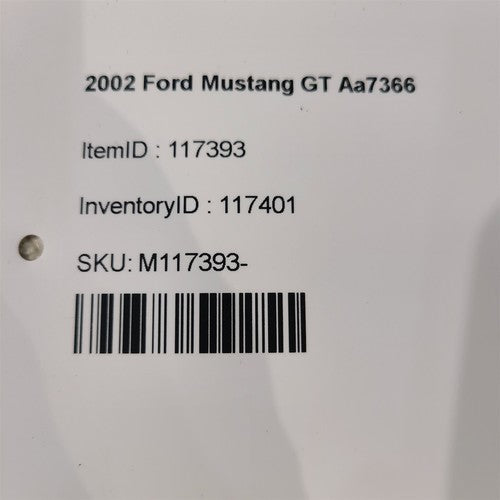 2002 Ford Mustang GT Aa7366
ItemID : 117393
InventoryID : 117401
SKU: M117393-